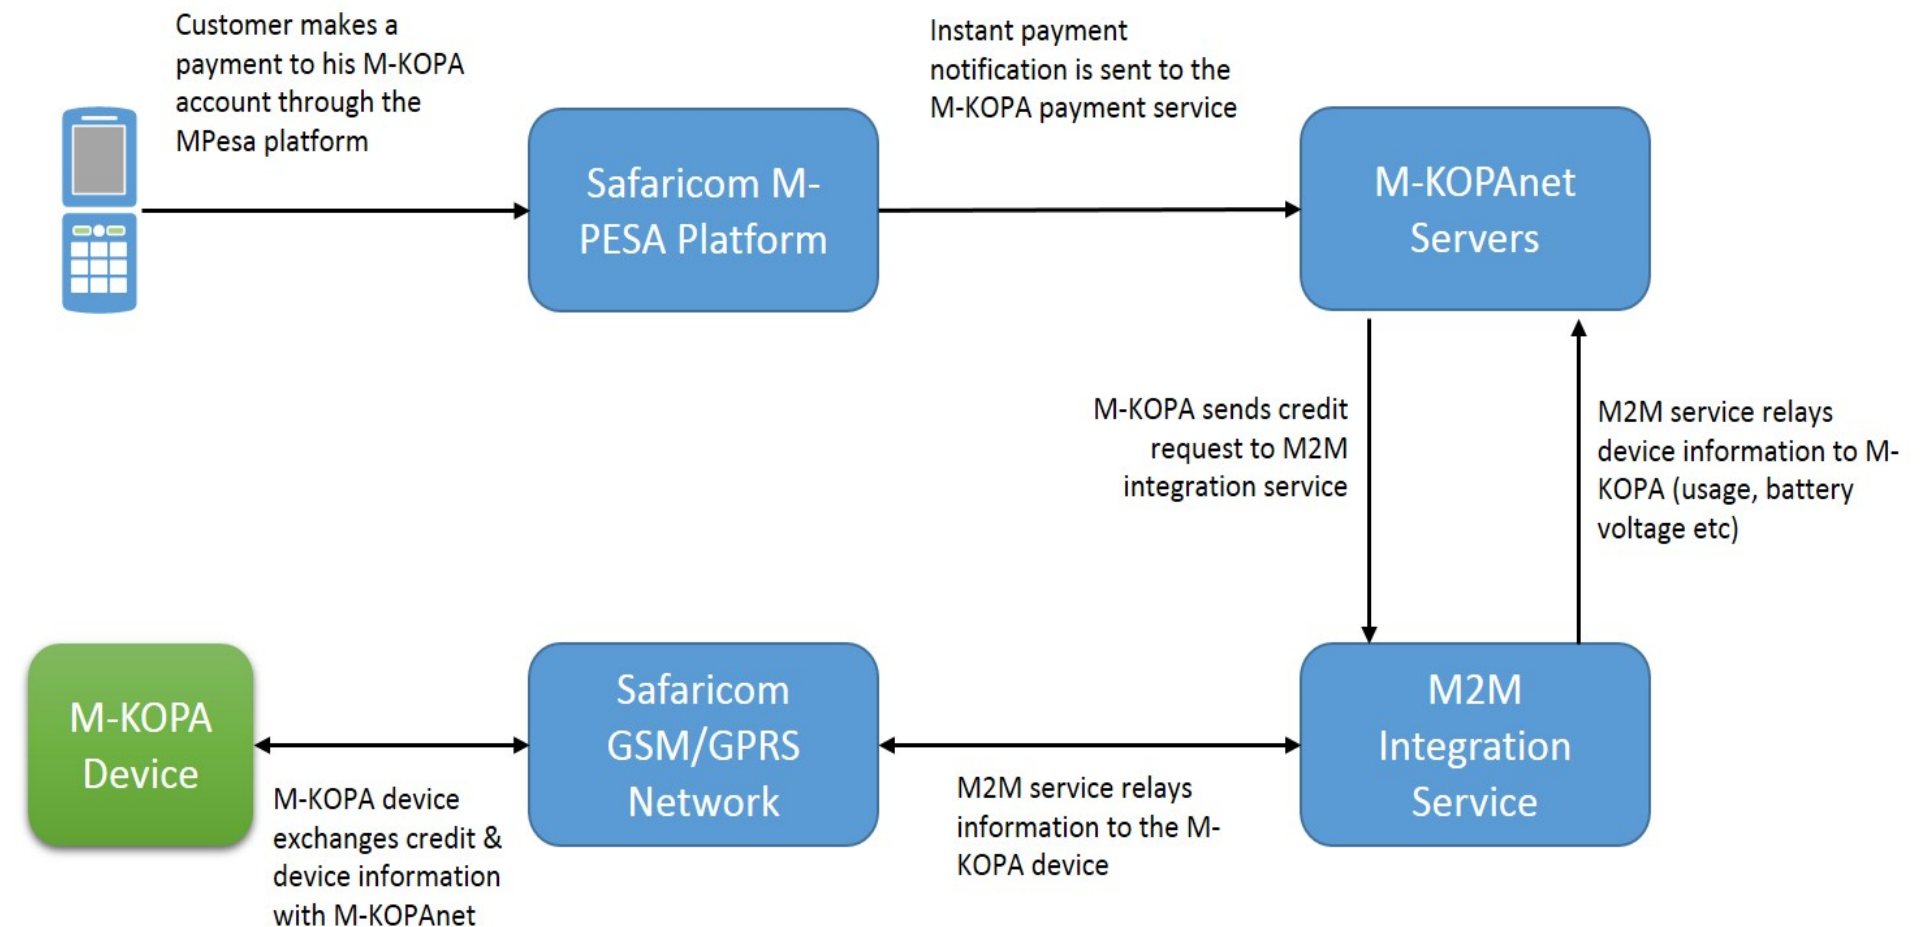 Customer makes a
payment to his M-KOPA
account through the
MPesa platform
Instant payment
notification is sent to the
M-KOPA payment service
Safaricom M-
PESA Platform
M-KOPAnet
Servers
M-KOPA sends credit
request to M2M
integration service
M2M service relays
device information to M-
KOPA (usage, battery
voltage etc)
M-KOPA
Device
Safaricom
GSM/GPRS
Network
M2M
Integration
Service
M-KOPA device
exchanges credit &
device information
with M-KOPAnet
M2M service relays
information to the M-
KOPA device